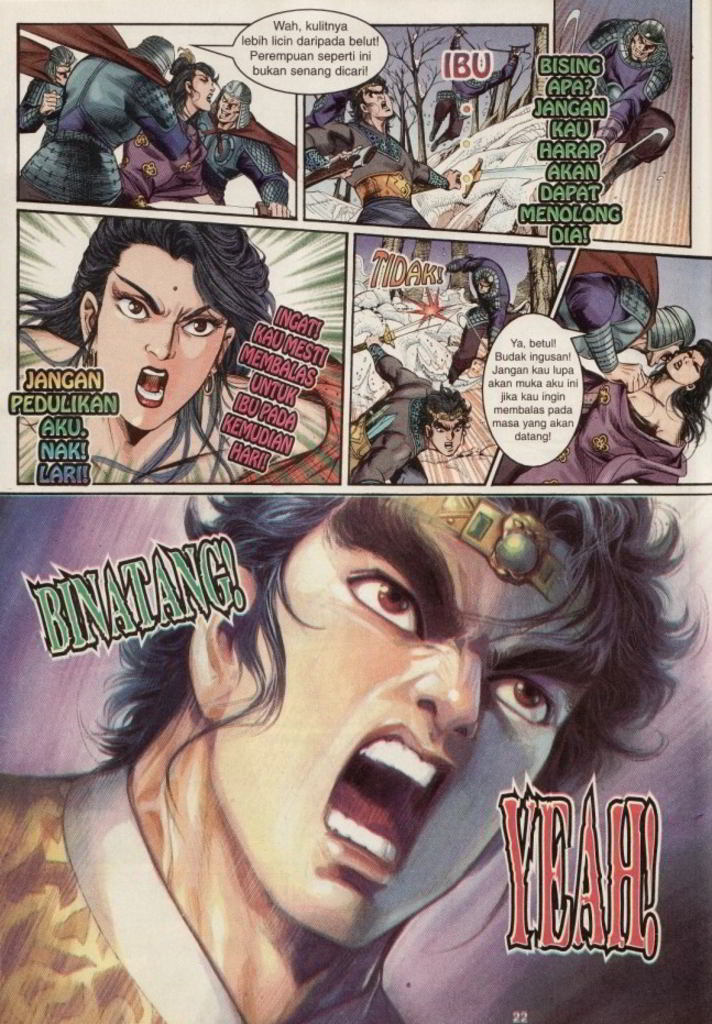 Wah, kulitnya
lebih licin daripada belut!
Perempuan seperti ini
bukan senang dicari!
IBU
BISING
APA?
JANGAN
KAU
HARAP
AKAN
DAPAT
MENOLONG
DIA!
JANGAN
PEDULIKAN
AKU,
NAK!
LARI!
INGAT!
KAU MESTI
MEMBALAS
UNTUK
IBU PADA
KEMUDIAN
HARI!
TIDAK!
Ya, betul!
Budak ingusan!
Jangan kau lupa
akan muka aku ini
jika kau ingin
membalas pada
masa yang akan
datang!
BINATANG!
YEAH!
22